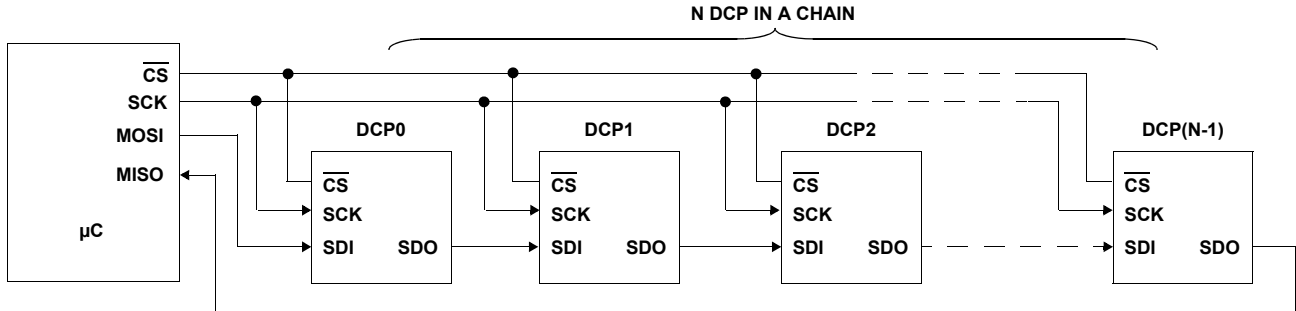 N DCP IN A CHAIN
CS
SCK
MOSI
MISO
µC
DCP0
CS
SCK
SDI SDO
DCP1
CS
SCK
SDI SDO
DCP2
CS
SCK
SDI SDO
DCP(N-1)
CS
SCK
SDI SDO